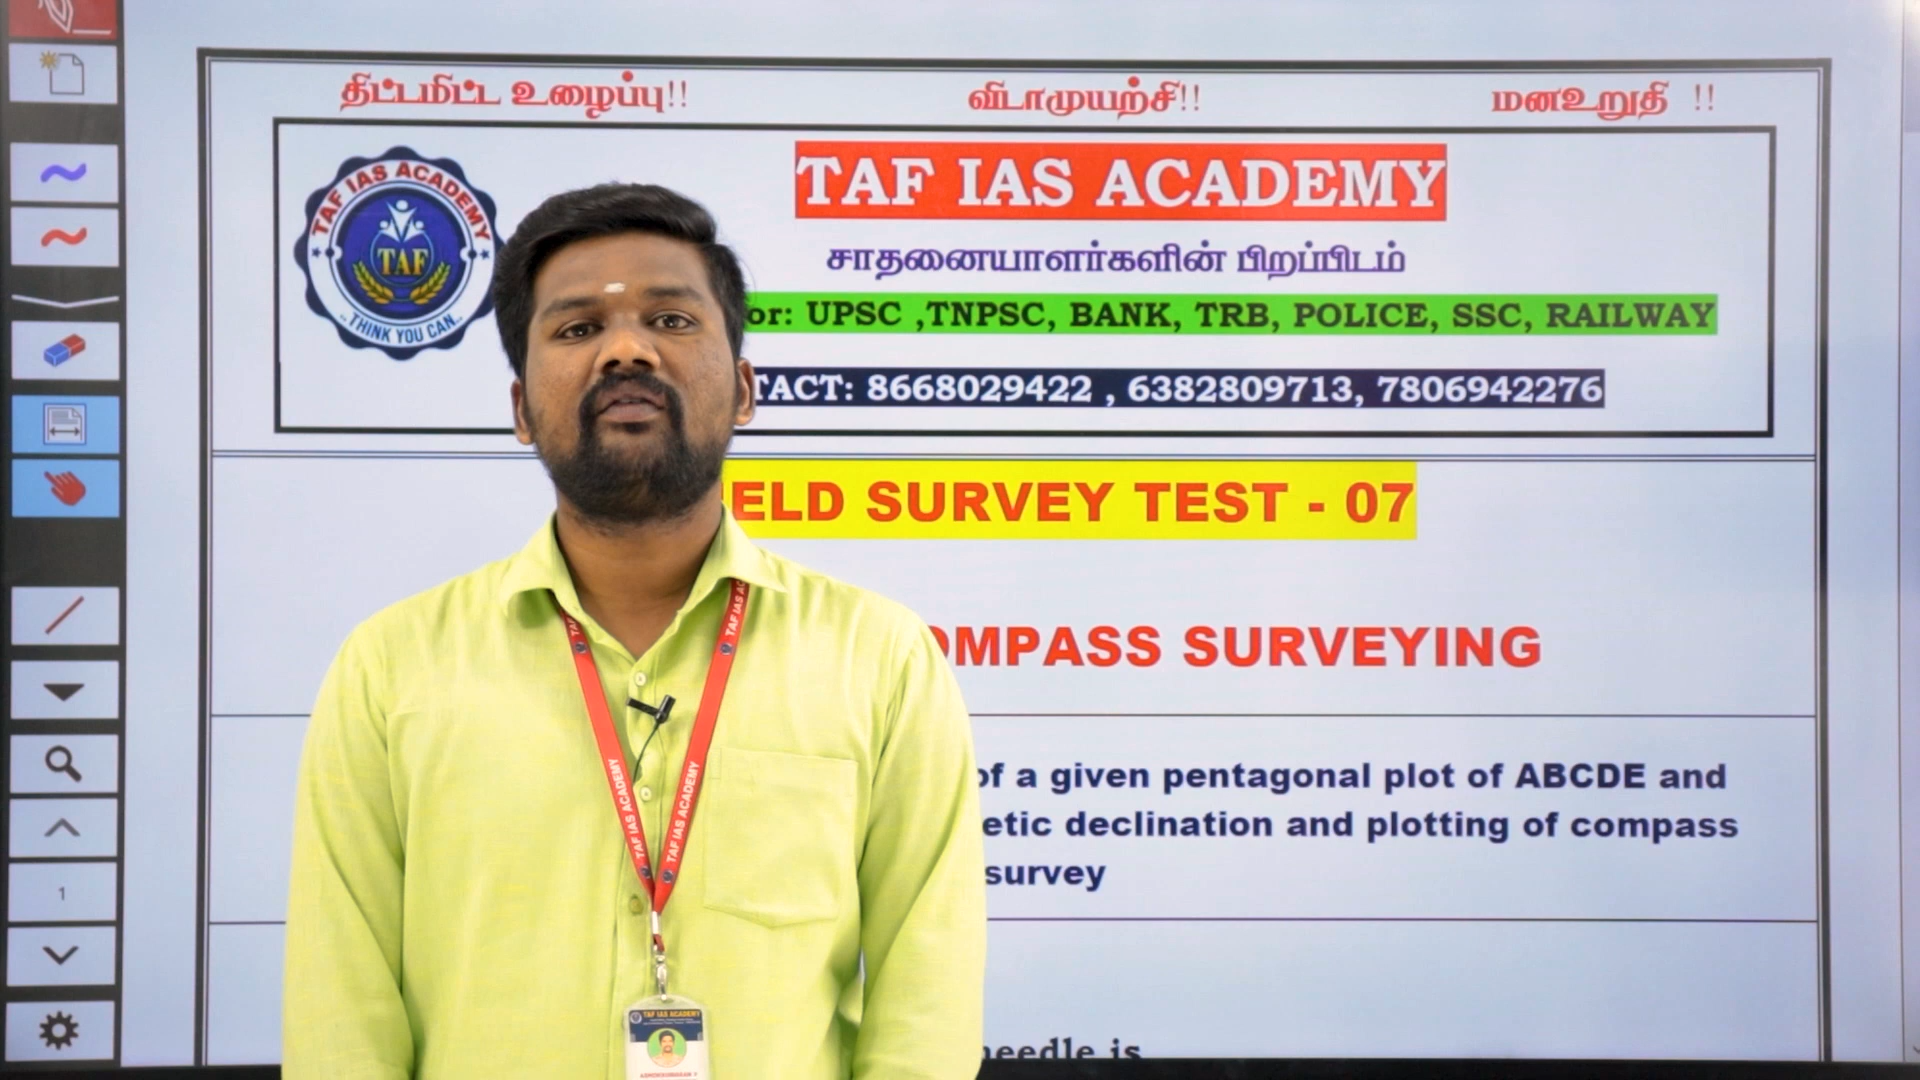 திட்டமிட்ட உழைப்பு!! விடாமுயற்சி!! மனஉறுதி !!
TAF IAS ACADEMY
TAF
..THINK YOU CAN..
TAF IAS ACADEMY
சாதனையாளர்களின் பிறப்பிடம்
or: UPSC ,TNPSC, BANK, TRB, POLICE, SSC, RAILWAY
TACT: 8668029422 , 6382809713, 7806942276
ELD SURVEY TEST - 07
OMPASS SURVEYING
of a given pentagonal plot of ABCDE and
etic declination and plotting of compass
survey
needle is
1
TAF IAS ACADEMY
TAF IAS ACADEMY
TAF IAS ACADEMY